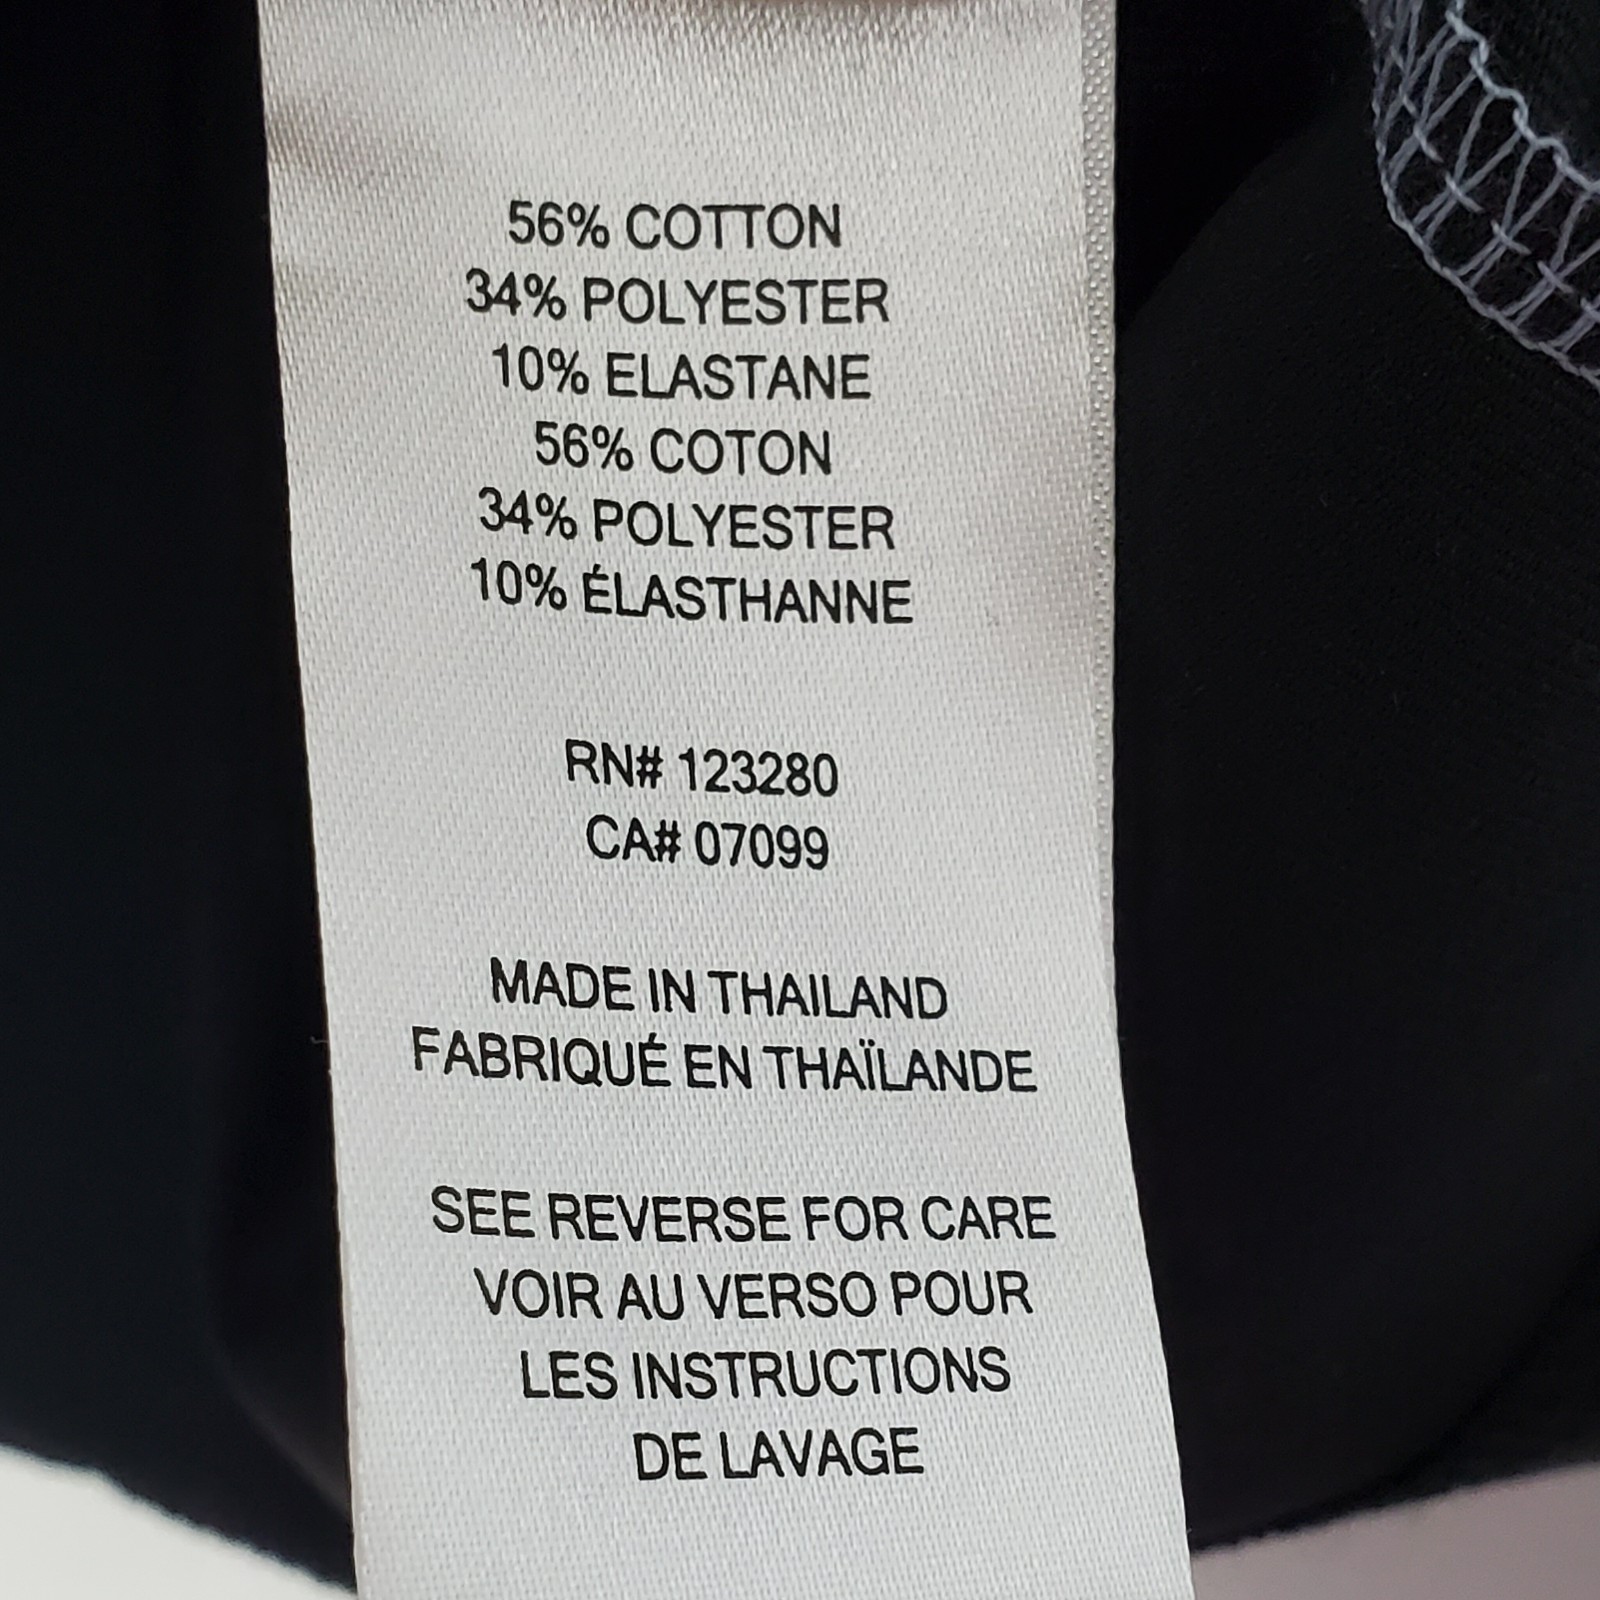 56% COTTON
34% POLYESTER
10% ELASTANE
56% COTON
34% POLYESTER
10% ÉLASTHANNE
RN# 123280
CA# 07099
MADE IN THAILAND
FABRIQUÉ EN THAÏLANDE
SEE REVERSE FOR CARE
VOIR AU VERSO POUR
LES INSTRUCTIONS
DE LAVAGE